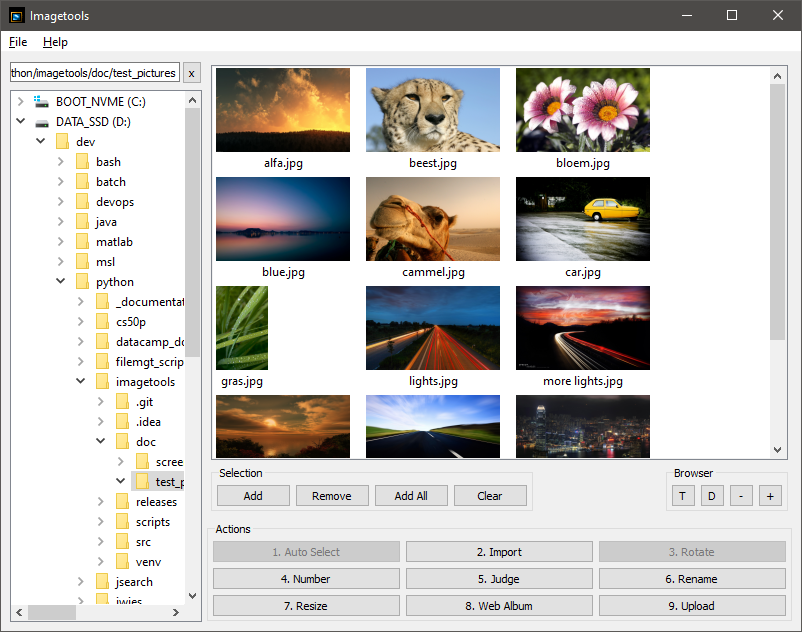 Imagetools
File Help
thon/imagetools/doc/test_pictures x
BOOT_NVME (C:)
DATA_SSD (D:)
dev
bash
batch
devops
java
matlab
msl
python
_documentat
cs50p
datacamp_do
filemgt_scrip
imagetools
.git
.idea
doc
scree
test_p
releases
scripts
src
venv
jsearch
jwies
alfa.jpg beest.jpg bloem.jpg
blue.jpg cammel.jpg car.jpg
gras.jpg lights.jpg more lights.jpg
Selection
Add Remove Add All Clear
Browser
T D - +
Actions
1. Auto Select 2. Import 3. Rotate
4. Number 5. Judge 6. Rename
7. Resize 8. Web Album 9. Upload